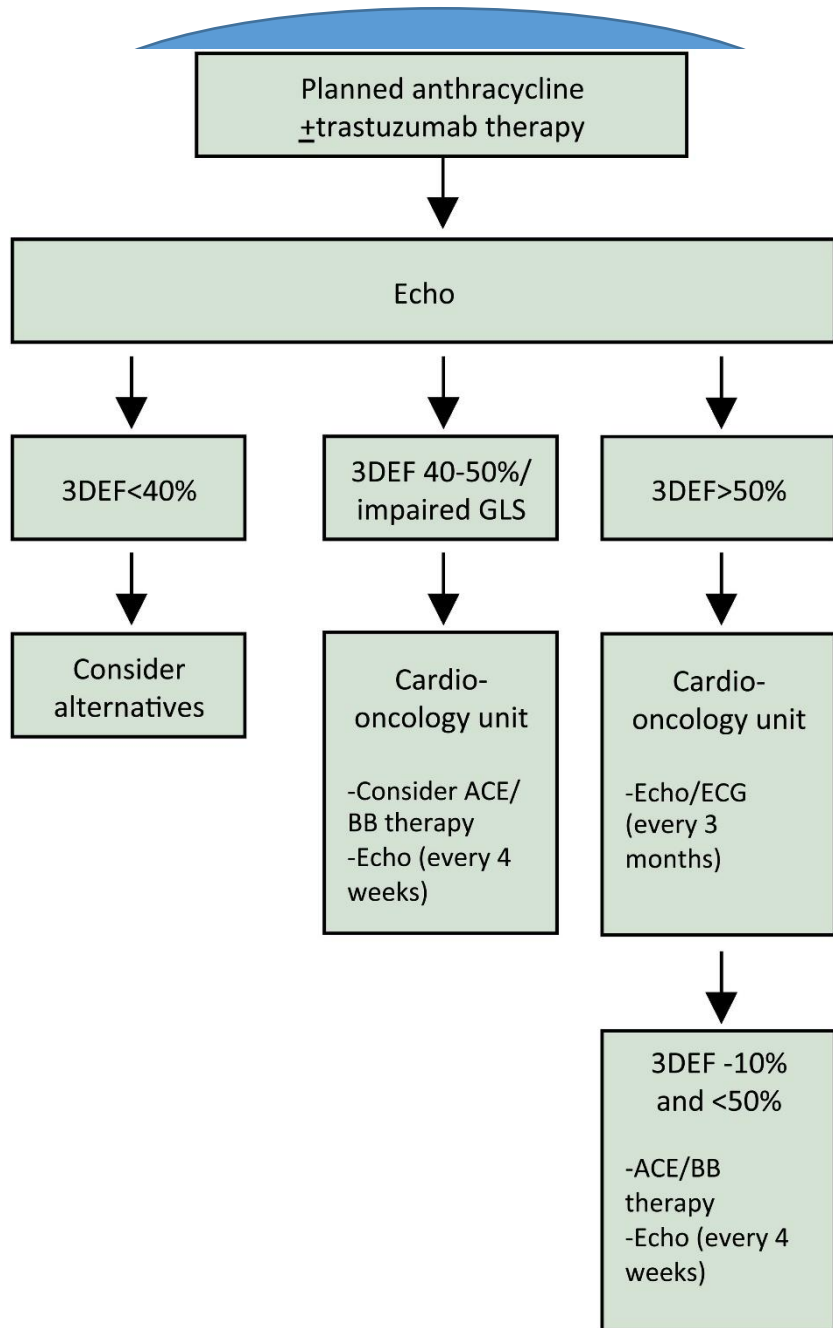 Planned anthracycline
+trastuzumab therapy
Echo
3DEF<40%
3DEF 40-50%/
impaired GLS
3DEF>50%
Consider
alternatives
Cardio-
oncology unit
-Consider ACE/
BB therapy
-Echo (every 4
weeks)
Cardio-
oncology unit
-Echo/ECG
(every 3
months)
3DEF -10%
and <50%
-ACE/BB
therapy
-Echo (every 4
weeks)